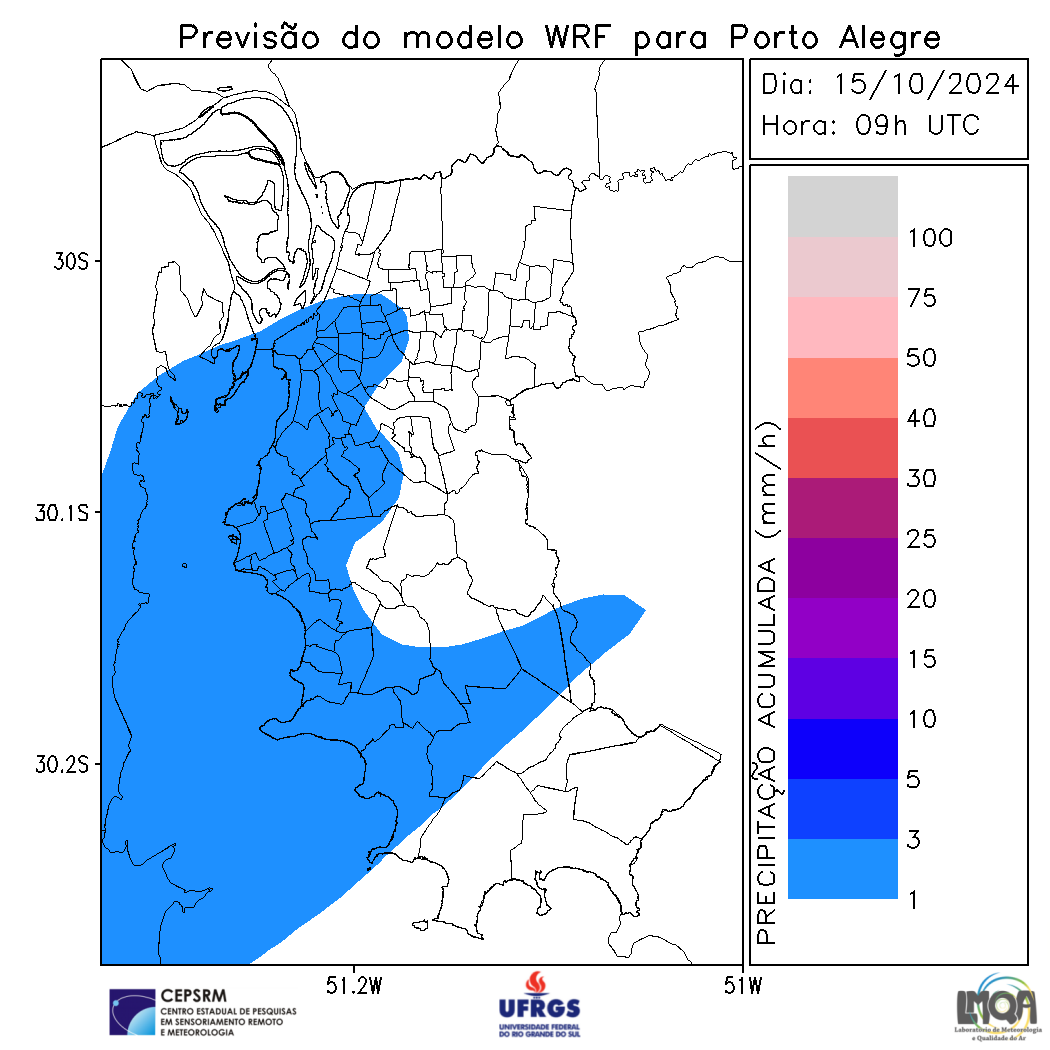 Previsão do modelo WRF para Porto Alegre
Dia: 15/10/2024
Hora: 09h UTC
30S
30.1S
30.2S
51.2W
51W
PRECIPITAÇÃO ACUMULADA (mm/h)
100
75
50
40
30
25
20
15
10
5
3
1
CEPSRM
CENTRO ESTADUAL DE PESQUISAS
EM SENSORIAMENTO REMOTO
E METEOROLOGIA
UFRGS
UNIVERSIDADE FEDERAL
DO RIO GRANDE DO SUL
LMQA
Laboratório de Meteorologia
e Qualidade do Ar